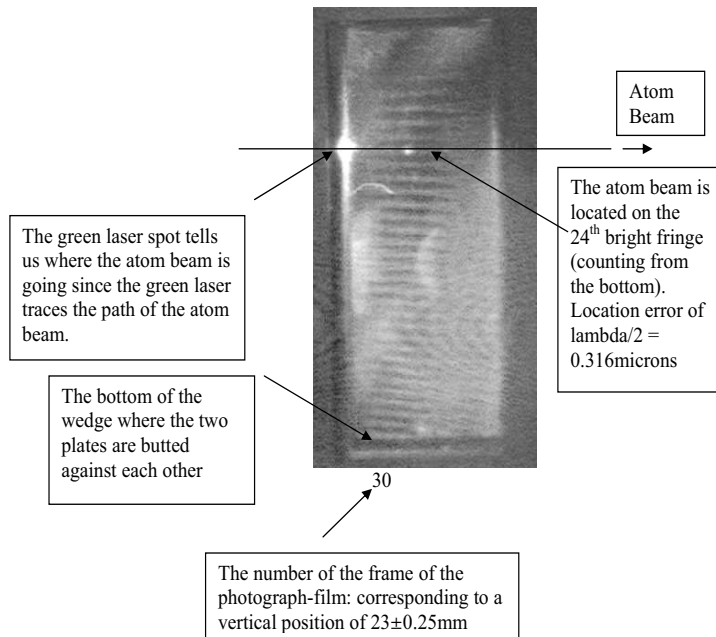 Atom
Beam
The atom beam is
located on the
24th bright fringe
(counting from
the bottom).
Location error of
lambda/2 =
0.316microns
The green laser spot tells
us where the atom beam is
going since the green laser
traces the path of the atom
beam.
The bottom of the
wedge where the two
plates are butted
against each other
30
The number of the frame of the
photograph-film: corresponding to a
vertical position of 23±0.25mm